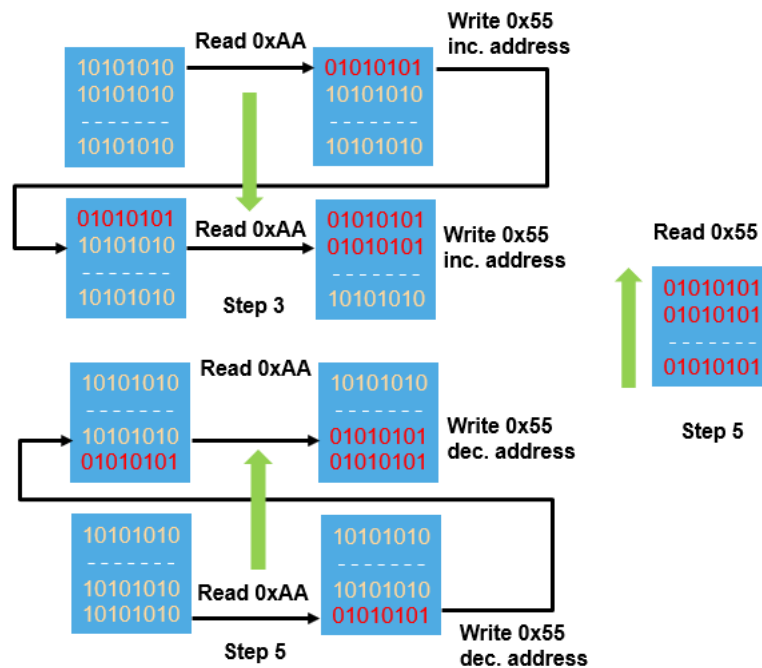 Read 0xAA
Write 0x55
inc. address
10101010
10101010
- - - - - - -
10101010
01010101
10101010
- - - - - - -
10101010
01010101
10101010
- - - - - - -
10101010
Read 0xAA
01010101
01010101
- - - - - - -
10101010
Write 0x55
inc. address
Step 3
Read 0x55
01010101
01010101
- - - - - - -
01010101
Step 5
10101010
- - - - - - -
10101010
01010101
Read 0xAA
10101010
- - - - - - -
01010101
01010101
Write 0x55
dec. address
10101010
- - - - - - -
10101010
10101010
Read 0xAA
10101010
- - - - - - -
10101010
01010101
Write 0x55
dec. address
Step 5